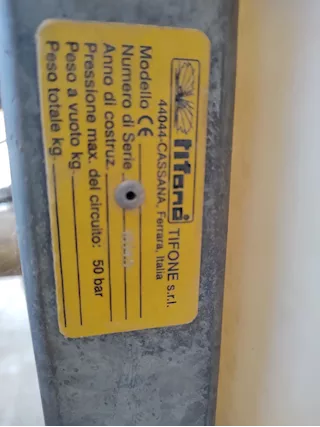 tifone TIFONE s.r.l.
44044-CASSANA, Ferrara, Italia
Modello CE
Numero di Serie
Anno di costruz.
Pressione max. del circuito: 50 bar
Peso a vuoto kg.
Peso totale kg.